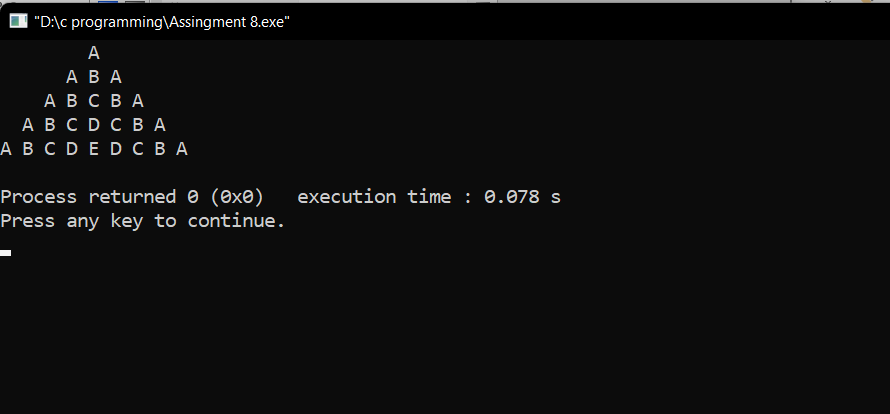 "D:\c programming\Assingment 8.exe"
        A
      A B A
    A B C B A
  A B C D C B A
A B C D E D C B A
Process returned 0 (0x0)   execution time : 0.078 s
Press any key to continue.